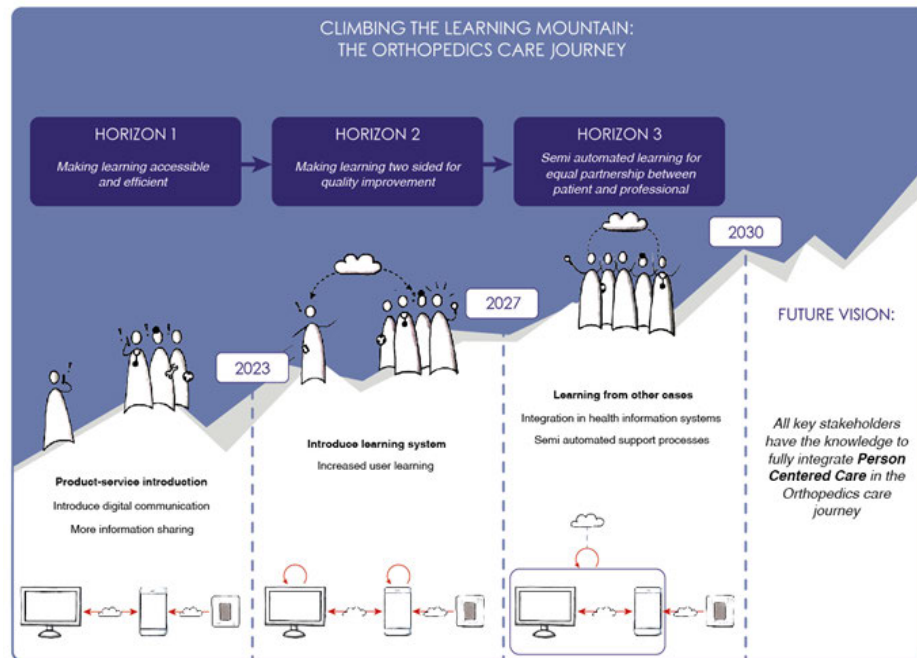 CLIMBING THE LEARNING MOUNTAIN:
THE ORTHOPEDICS CARE JOURNEY
HORIZON 1
Making learning accessible
and efficient
HORIZON 2
Making learning two sided for
quality improvement
HORIZON 3
Semi automated learning for
equal partnership between
patient and professional
2023
2027
2030
Product-service introduction
Introduce digital communication
More information sharing
Introduce learning system
Increased user learning
Learning from other cases
Integration in health information systems
Semi automated support processes
FUTURE VISION:
All key stakeholders
have the knowledge to
fully integrate Person
Centered Care in the
Orthopedics care
journey